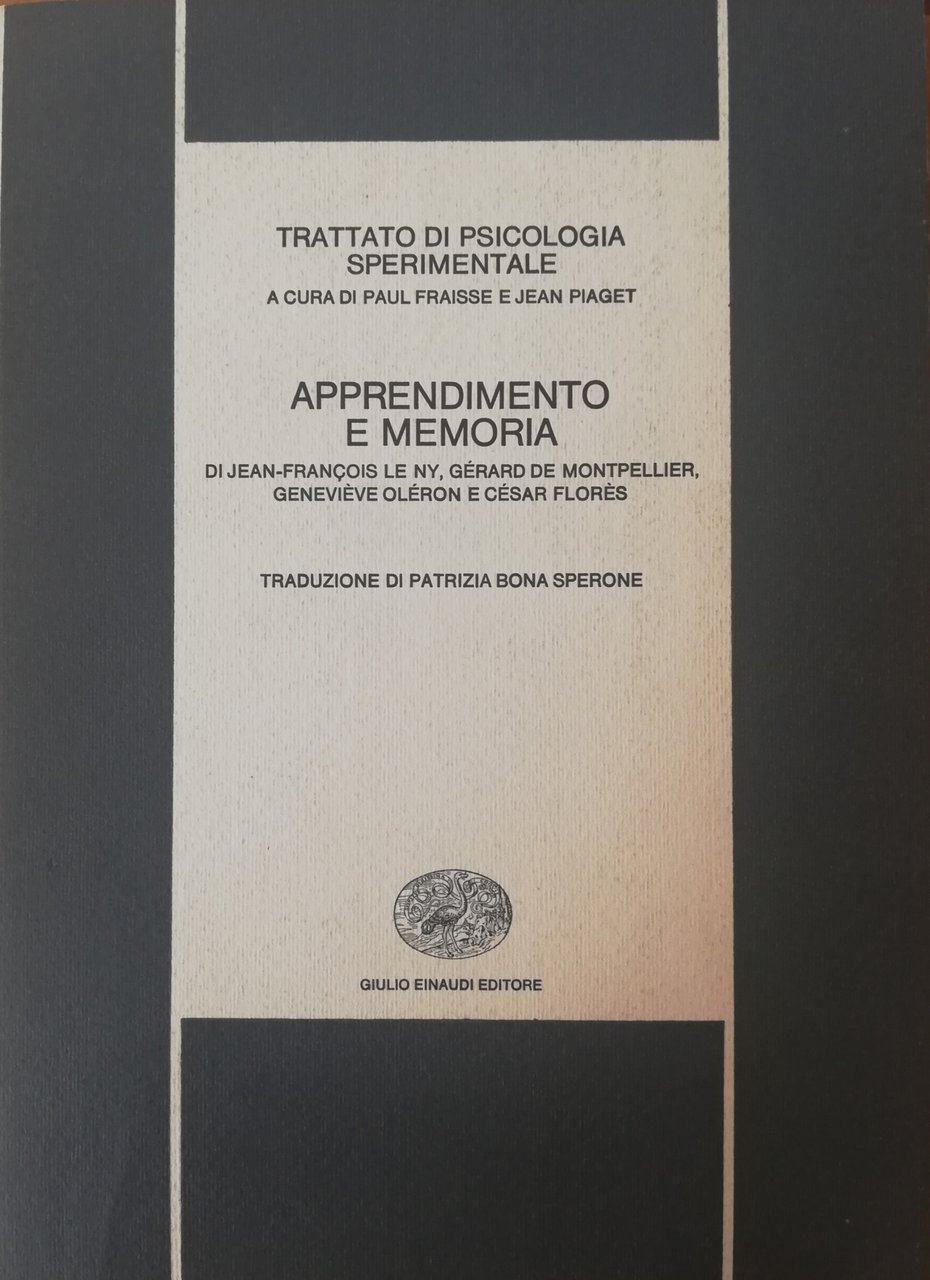 TRATTATO DI PSICOLOGIA
SPERIMENTALE
A CURA DI PAUL FRAISSE E JEAN PIAGET
APPRENDIMENTO
E MEMORIA
DI JEAN-FRANÇOIS LE NY, GÉRARD DE MONTPELLIER,
GENEVIÈVE OLÉRON E CÉSAR FLORÈS
TRADUZIONE DI PATRIZIA BONA SPERONE
GIULIO EINAUDI EDITORE